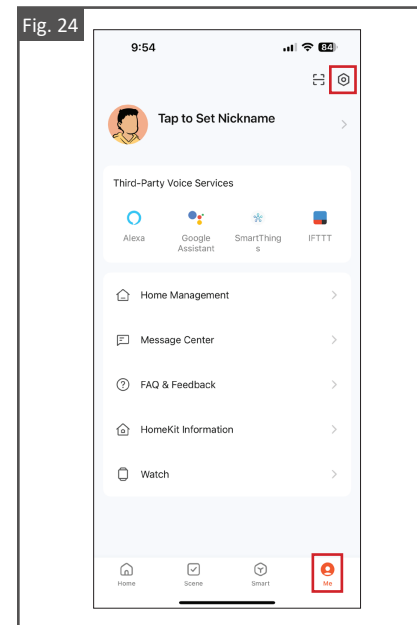 Fig. 24
9:54
84
Tap to Set Nickname
Third-Party Voice Services
Alexa
Google
Assistant
SmartThing
s
IFTTT
Home Management
Message Center
FAQ & Feedback
HomeKit Information
Watch
Home
Scene
Smart
Me